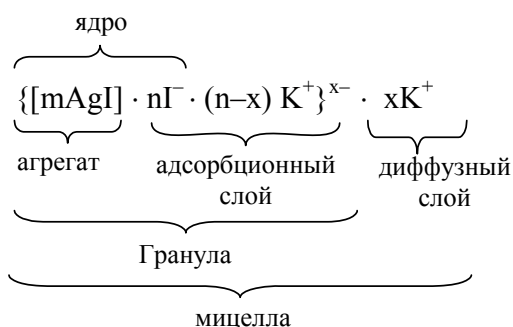 ядро
{[mAgI] · nI⁻ · (n–x) K⁺}ˣ⁻ · xK⁺
агрегат адсорбционный слой диффузный слой
Гранула
мицелла